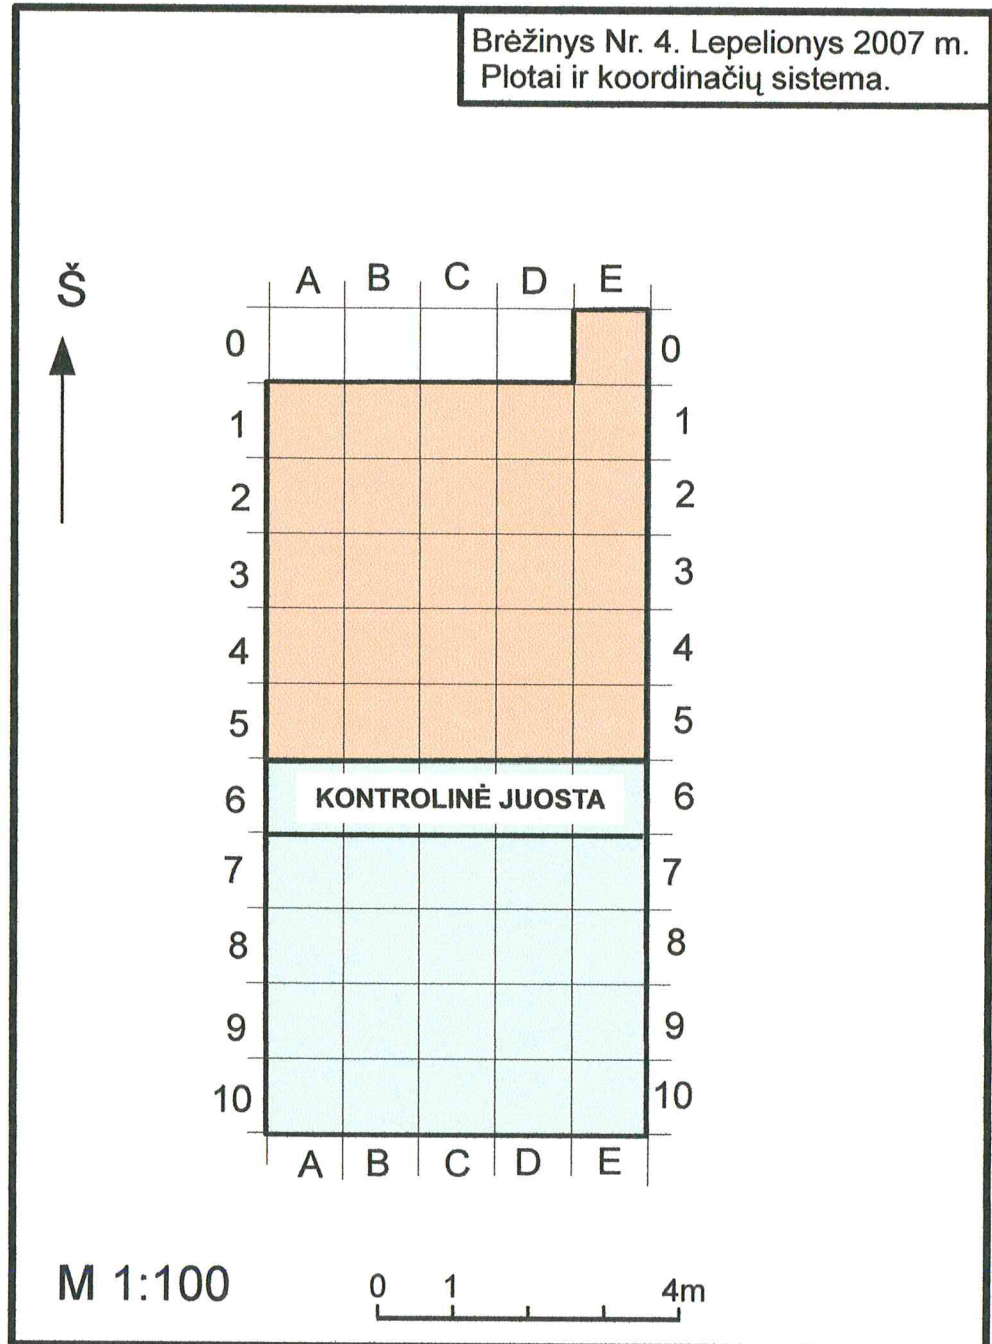 Brėžinys Nr. 4. Lepelionys 2007 m.
Plotai ir koordinačių sistema.
Š
A B C D E
0 0
1 1
2 2
3 3
4 4
5 5
6 KONTROLINĖ JUOSTA 6
7 7
8 8
9 9
10 10
A B C D E
M 1:100
0 1 4m